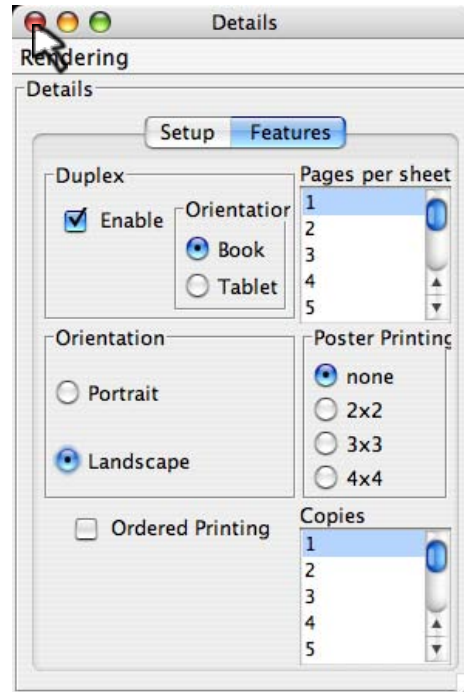 Details
Rendering
Details
Setup Features
Duplex
Enable
Orientatior
Book
Tablet
Pages per sheet
1
2
3
4
5
Orientation
Portrait
Landscape
Poster Printing
none
2x2
3x3
4x4
Ordered Printing
Copies
1
2
3
4
5